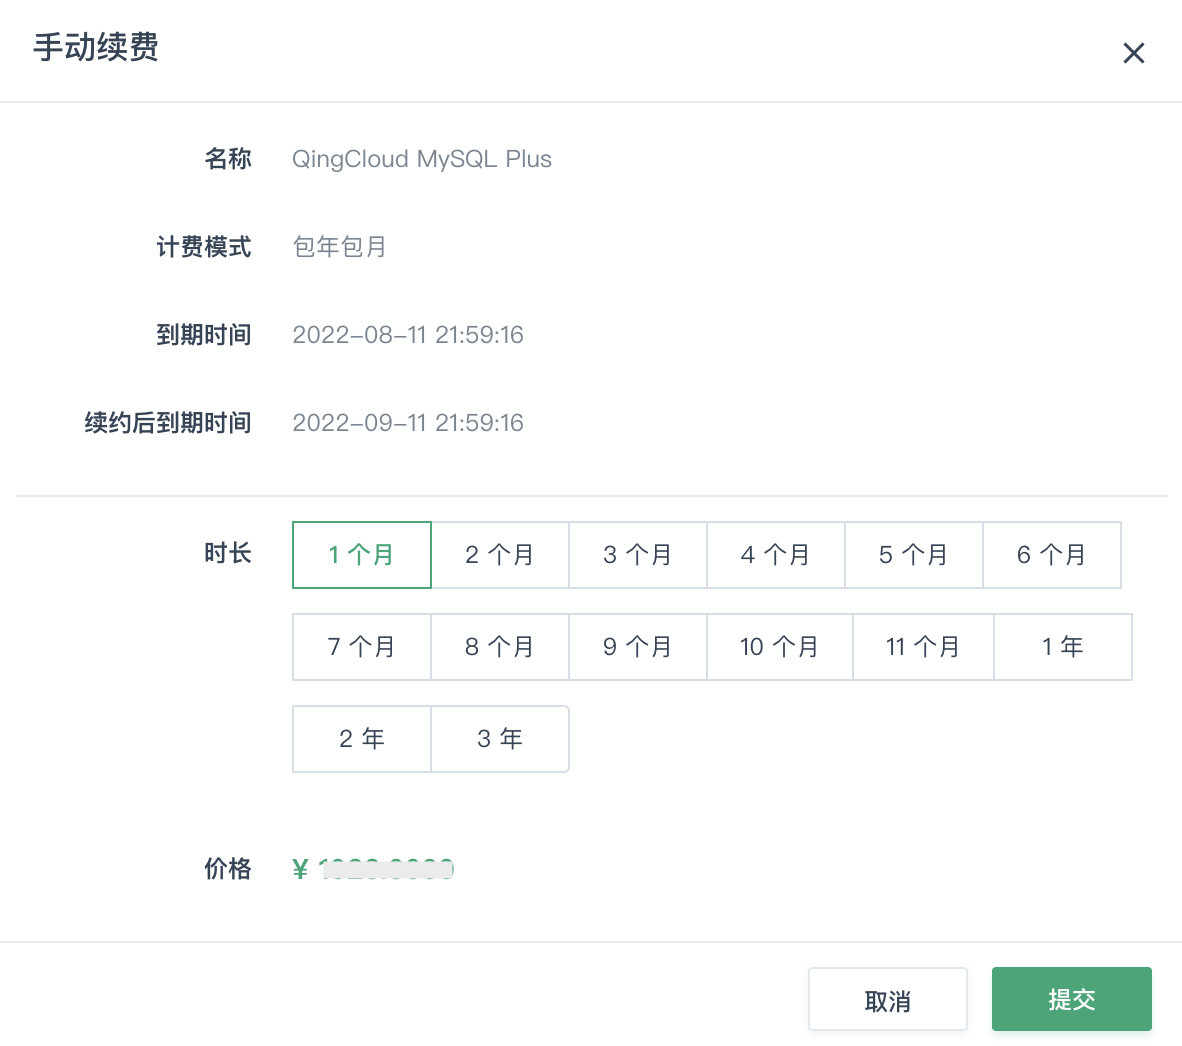 手动续费
名称 QingCloud MySQL Plus
计费模式 包年包月
到期时间 2022-08-11 21:59:16
续约后到期时间 2022-09-11 21:59:16
时长 1 个月 2 个月 3 个月 4 个月 5 个月 6 个月
7 个月 8 个月 9 个月 10 个月 11 个月 1 年
2 年 3 年
价格 ¥
取消 提交